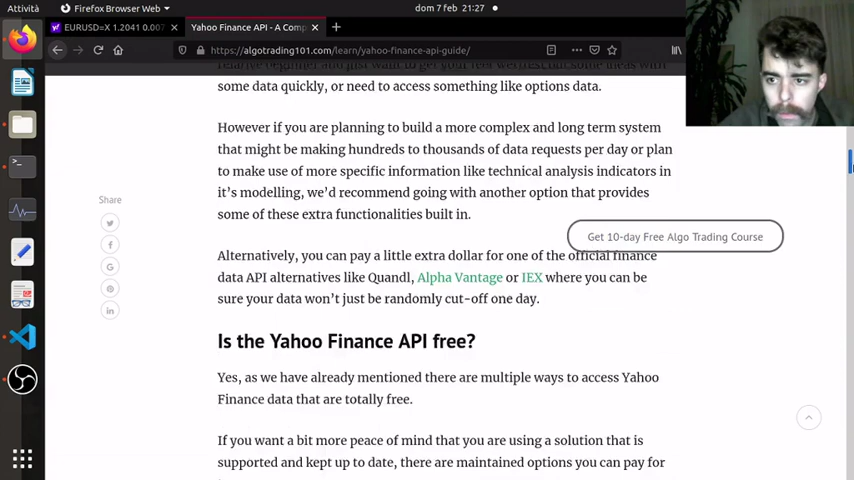 Attività
Firefox Browser Web
dom 7 feb 21:27
EURUSD=X 1.2041 0.007
Yahoo Finance API - A Comp
https://algotrading101.com/learn/yahoo-finance-api-guide/
some data quickly, or need to access something like options data.
However if you are planning to build a more complex and long term system
that might be making hundreds to thousands of data requests per day or plan
to make use of more specific information like technical analysis indicators in
it's modelling, we'd recommend going with another option that provides
some of these extra functionalities built in.
Share
Get 10-day Free Algo Trading Course
Alternatively, you can pay a little extra dollar for one of the official finance
data API alternatives like Quandl, Alpha Vantage or IEX where you can be
sure your data won't just be randomly cut-off one day.
Is the Yahoo Finance API free?
Yes, as we have already mentioned there are multiple ways to access Yahoo
Finance data that are totally free.
If you want a bit more peace of mind that you are using a solution that is
supported and kept up to date, there are maintained options you can pay for